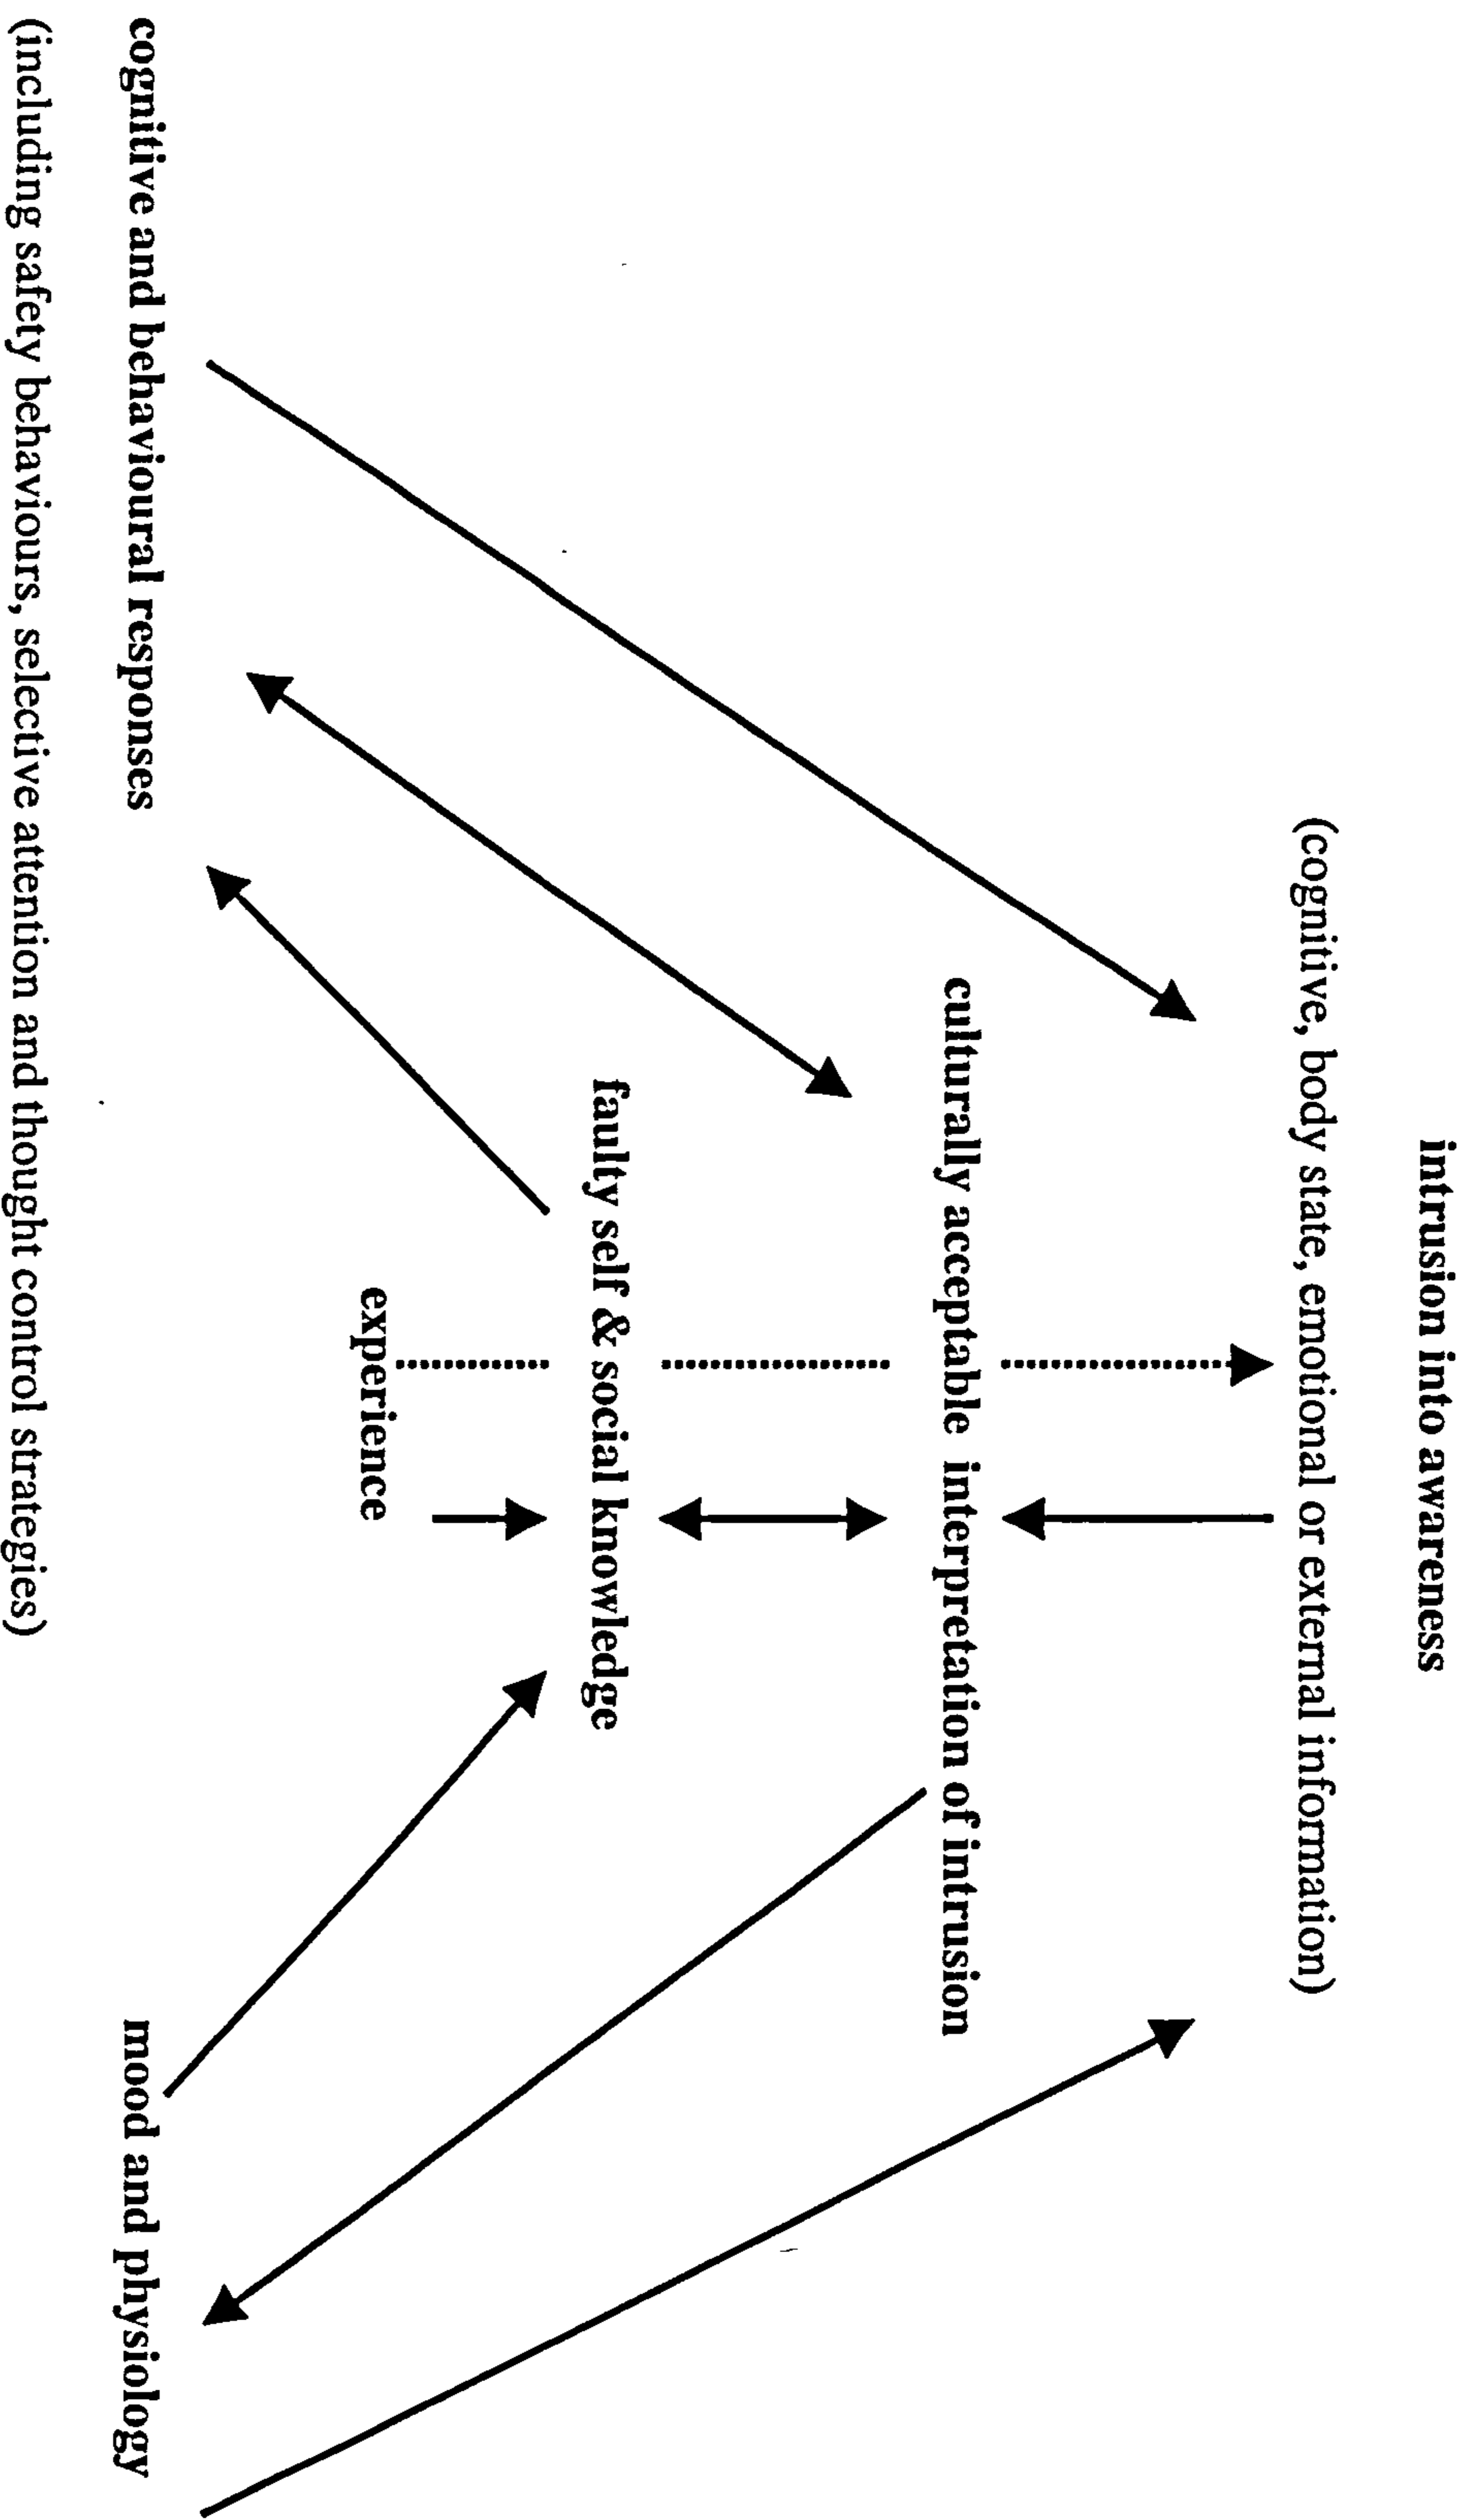 intrusion into awareness
(cognitive, body state, emotional or external information)
culturally acceptable interpretation of intrusion
faulty self & social knowledge
experience
cognitive and behavioural responses
mood and physiology
(including safety behaviours, selective attention and thought control strategies)